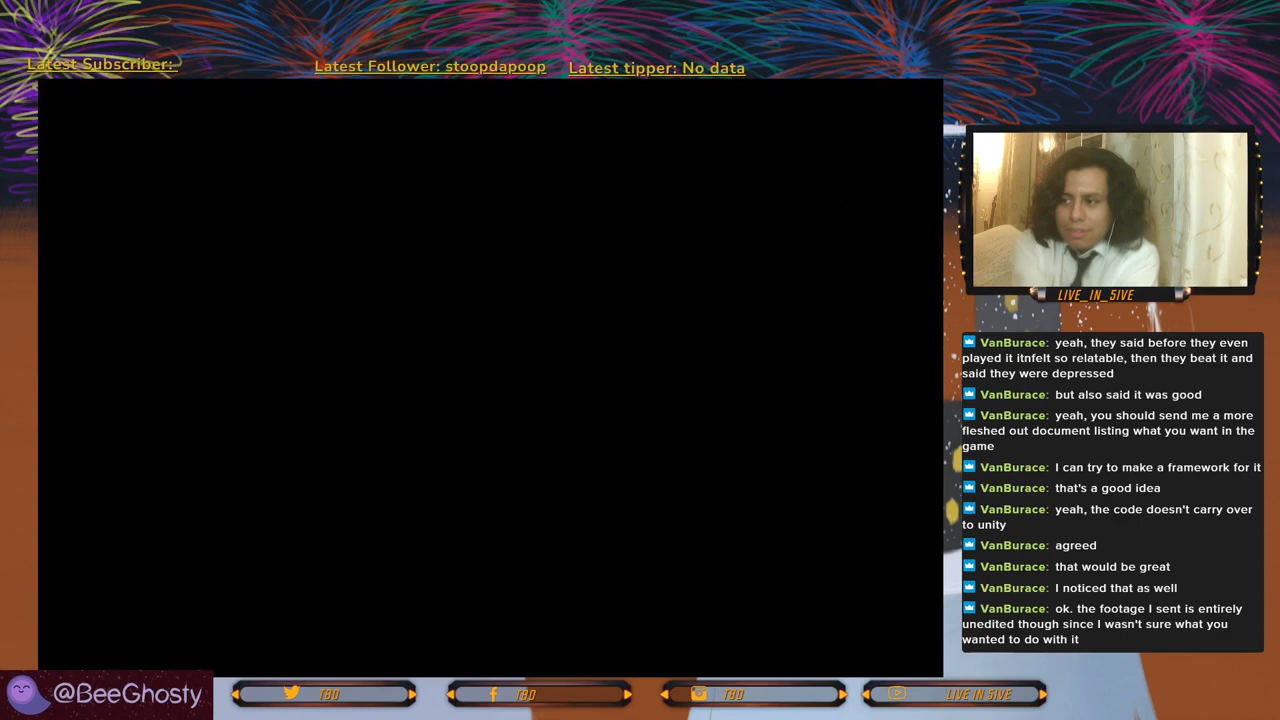 Latest Subscriber:
Latest Follower: stoopdapoop
Latest tipper: No data
LIVE_IN_5IVE
VanBurace: yeah, they said before they even
played it itnfelt so relatable, then they beat it and
said they were depressed
VanBurace: but also said it was good
VanBurace: yeah, you should send me a more
fleshed out document listing what you want in the
game
VanBurace: I can try to make a framework for it
VanBurace: that's a good idea
VanBurace: yeah, the code doesn't carry over
to unity
VanBurace: agreed
VanBurace: that would be great
VanBurace: I noticed that as well
VanBurace: ok. the footage I sent is entirely
unedited though since I wasn't sure what you
wanted to do with it
@BeeGhosty
TBD
TBD
TBD
LIVE IN 5IVE